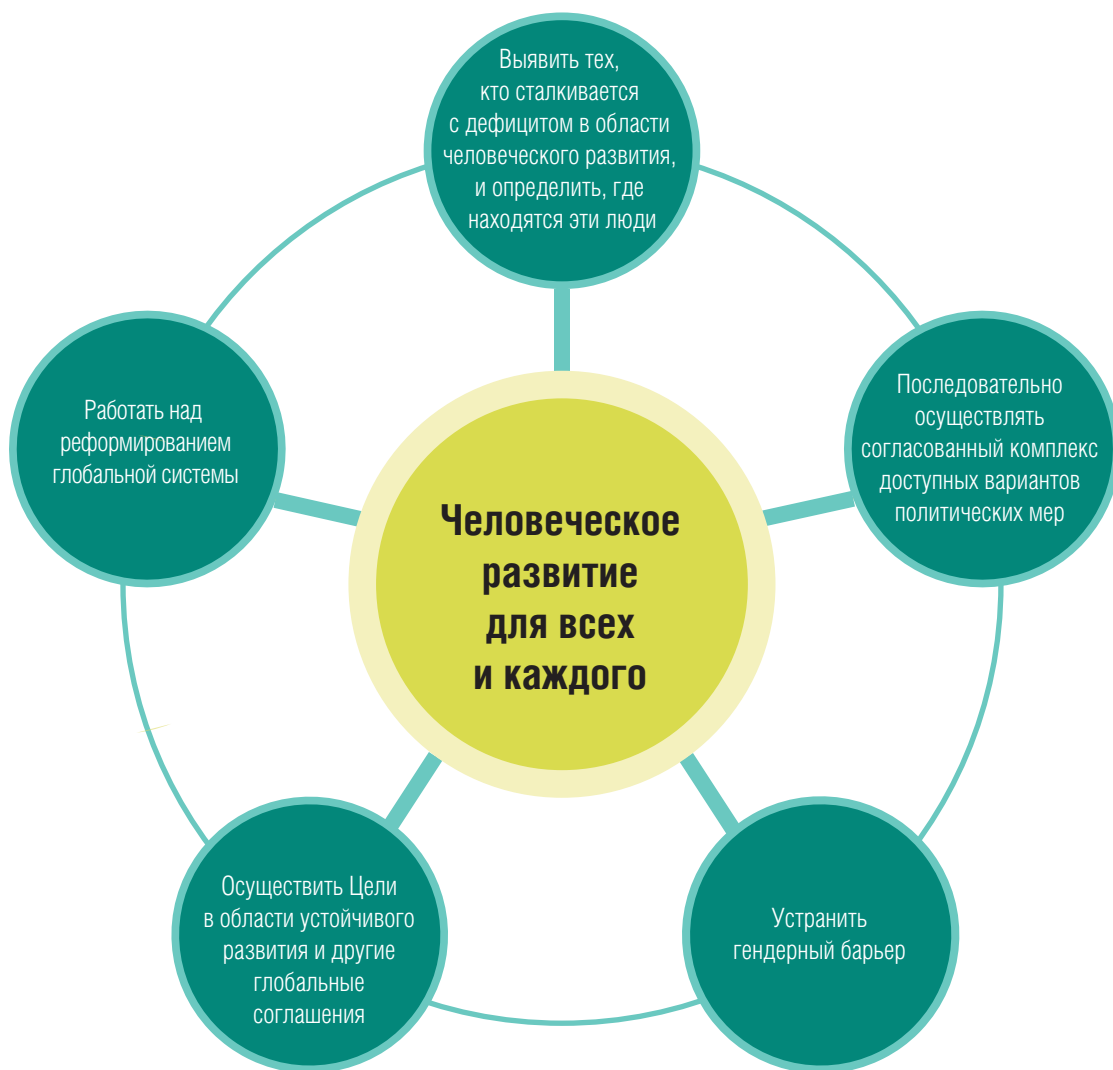 Выявить тех,
кто сталкивается
с дефицитом в области
человеческого развития,
и определить, где
находятся эти люди
Последовательно
осуществлять
согласованный комплекс
доступных вариантов
политических мер
Работать над
реформированием
глобальной системы
Человеческое
развитие
для всех
и каждого
Устранить
гендерный барьер
Осуществить Цели
в области устойчивого
развития и другие
глобальные
соглашения